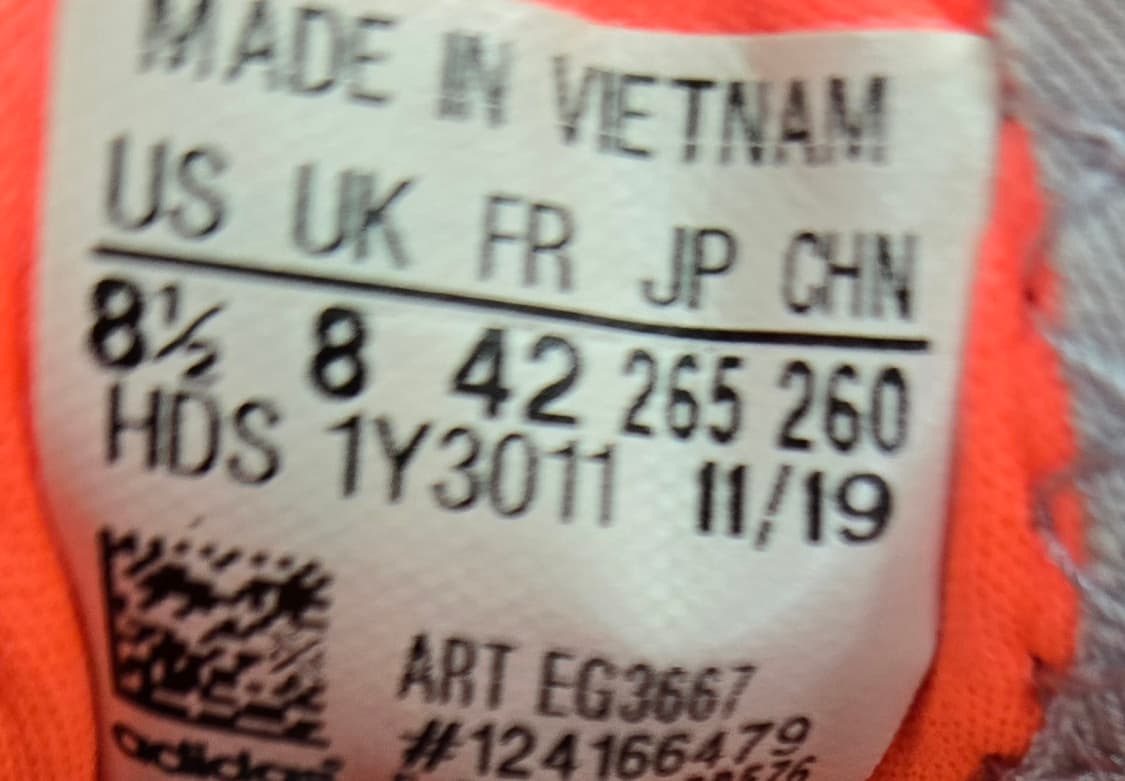 MADE IN VIETNAM
US UK FR JP CHN
8½ 8 42 265 260
HDS 1Y3011 11/19
ART EG3667
#124166479
adidas